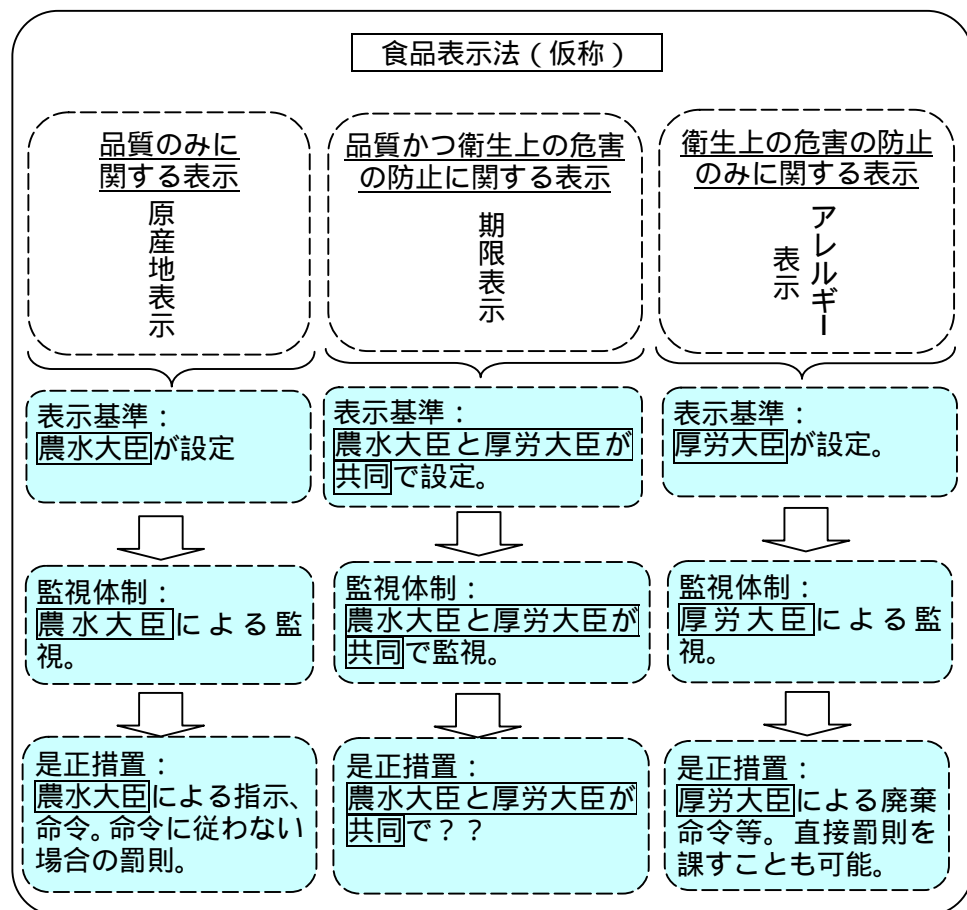 食品表示法（仮称）
品質のみに
関する表示
原産地表示
品質かつ衛生上の危害
の防止に関する表示
期限表示
衛生上の危害の防止
のみに関する表示
アレルギー
表示
表示基準：
農水大臣が設定
表示基準：
農水大臣と厚労大臣が
共同で設定。
表示基準：
厚労大臣が設定。
監視体制：
農水大臣による監
視。
監視体制：
農水大臣と厚労大臣が
共同で監視。
監視体制：
厚労大臣による監
視。
是正措置：
農水大臣による指示、
命令。命令に従わない
場合の罰則。
是正措置：
農水大臣と厚労大臣が
共同で？？
是正措置：
厚労大臣による廃棄
命令等。直接罰則を
課すことも可能。